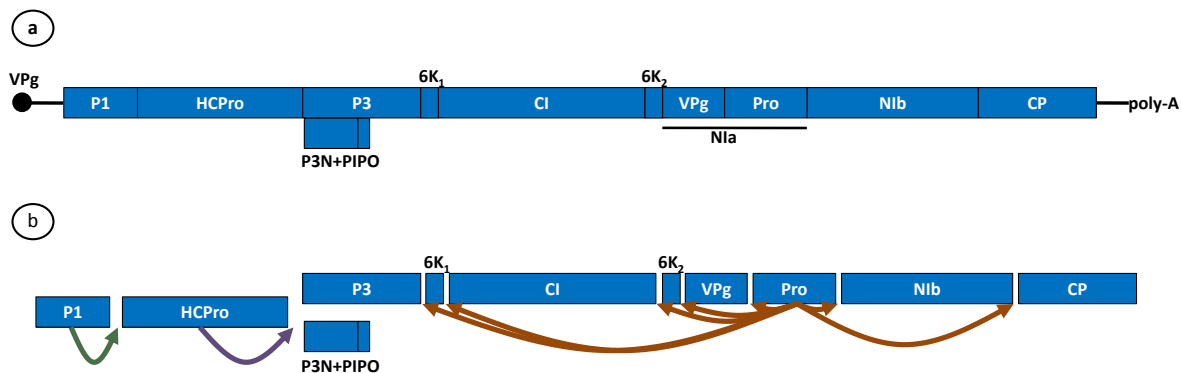 a
VPg
6K1 6K2
P1 HCPro P3 CI VPg Pro NIb CP poly-A
NIa
P3N+PIPO
b
6K1 6K2
P3 CI VPg Pro NIb CP
P1 HCPro
P3N+PIPO